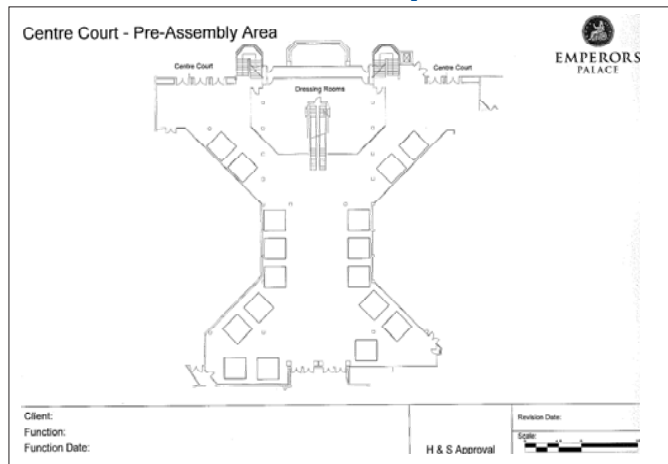 Centre Court - Pre-Assembly Area
EMPERORS
PALACE
Centre Court
Centre Court
Dressing Rooms
Client:
Function:
Function Date:
H & S Approval
Revision Date:
Scale: